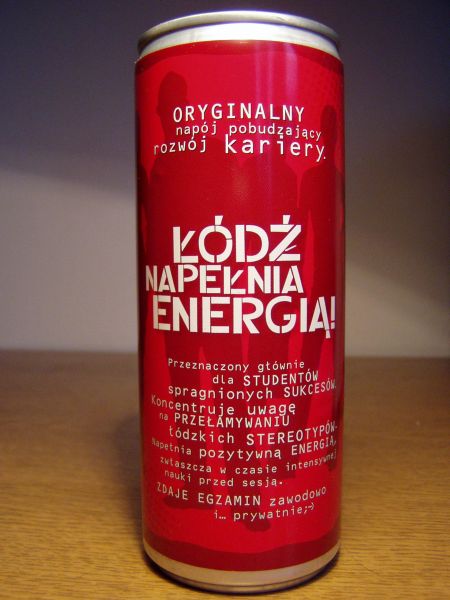 ORYGINALNY
napój pobudzający
rozwój kariery.
ŁÓDŹ
NAPEŁNIA
ENERGIĄ!
Przeznaczony głównie
dla STUDENTÓW
spragnionych SUKCESÓW.
Koncentruje uwagę
na PRZEŁAMYWANIU
łódzkich STEREOTYPÓW.
Napełnia pozytywną ENERGIĄ,
zwłaszcza w czasie intensywnej
nauki przed sesją.
ZDAJE EGZAMIN zawodowo
i... prywatnie;-)